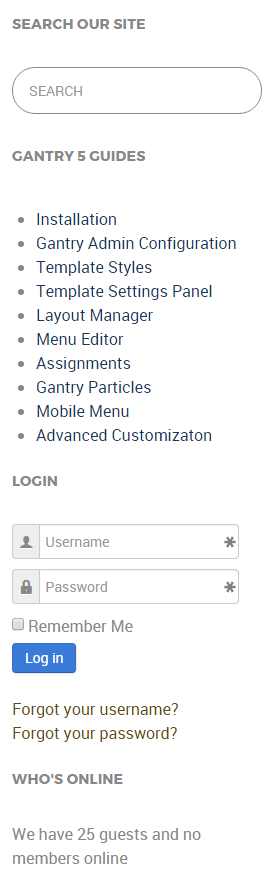 SEARCH OUR SITE
SEARCH
GANTRY 5 GUIDES
Installation
Gantry Admin Configuration
Template Styles
Template Settings Panel
Layout Manager
Menu Editor
Assignments
Gantry Particles
Mobile Menu
Advanced Customizaton
LOGIN
Username
Password
Remember Me
Log in
Forgot your username?
Forgot your password?
WHO'S ONLINE
We have 25 guests and no
members online